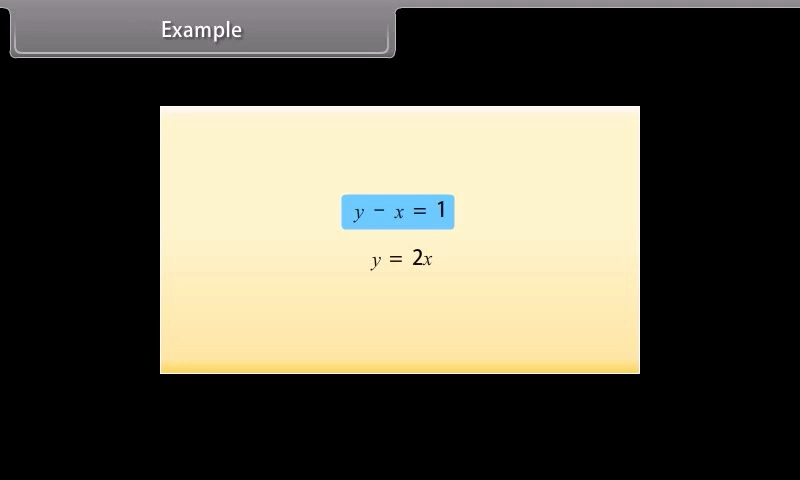 Example
y − x = 1
y = 2x